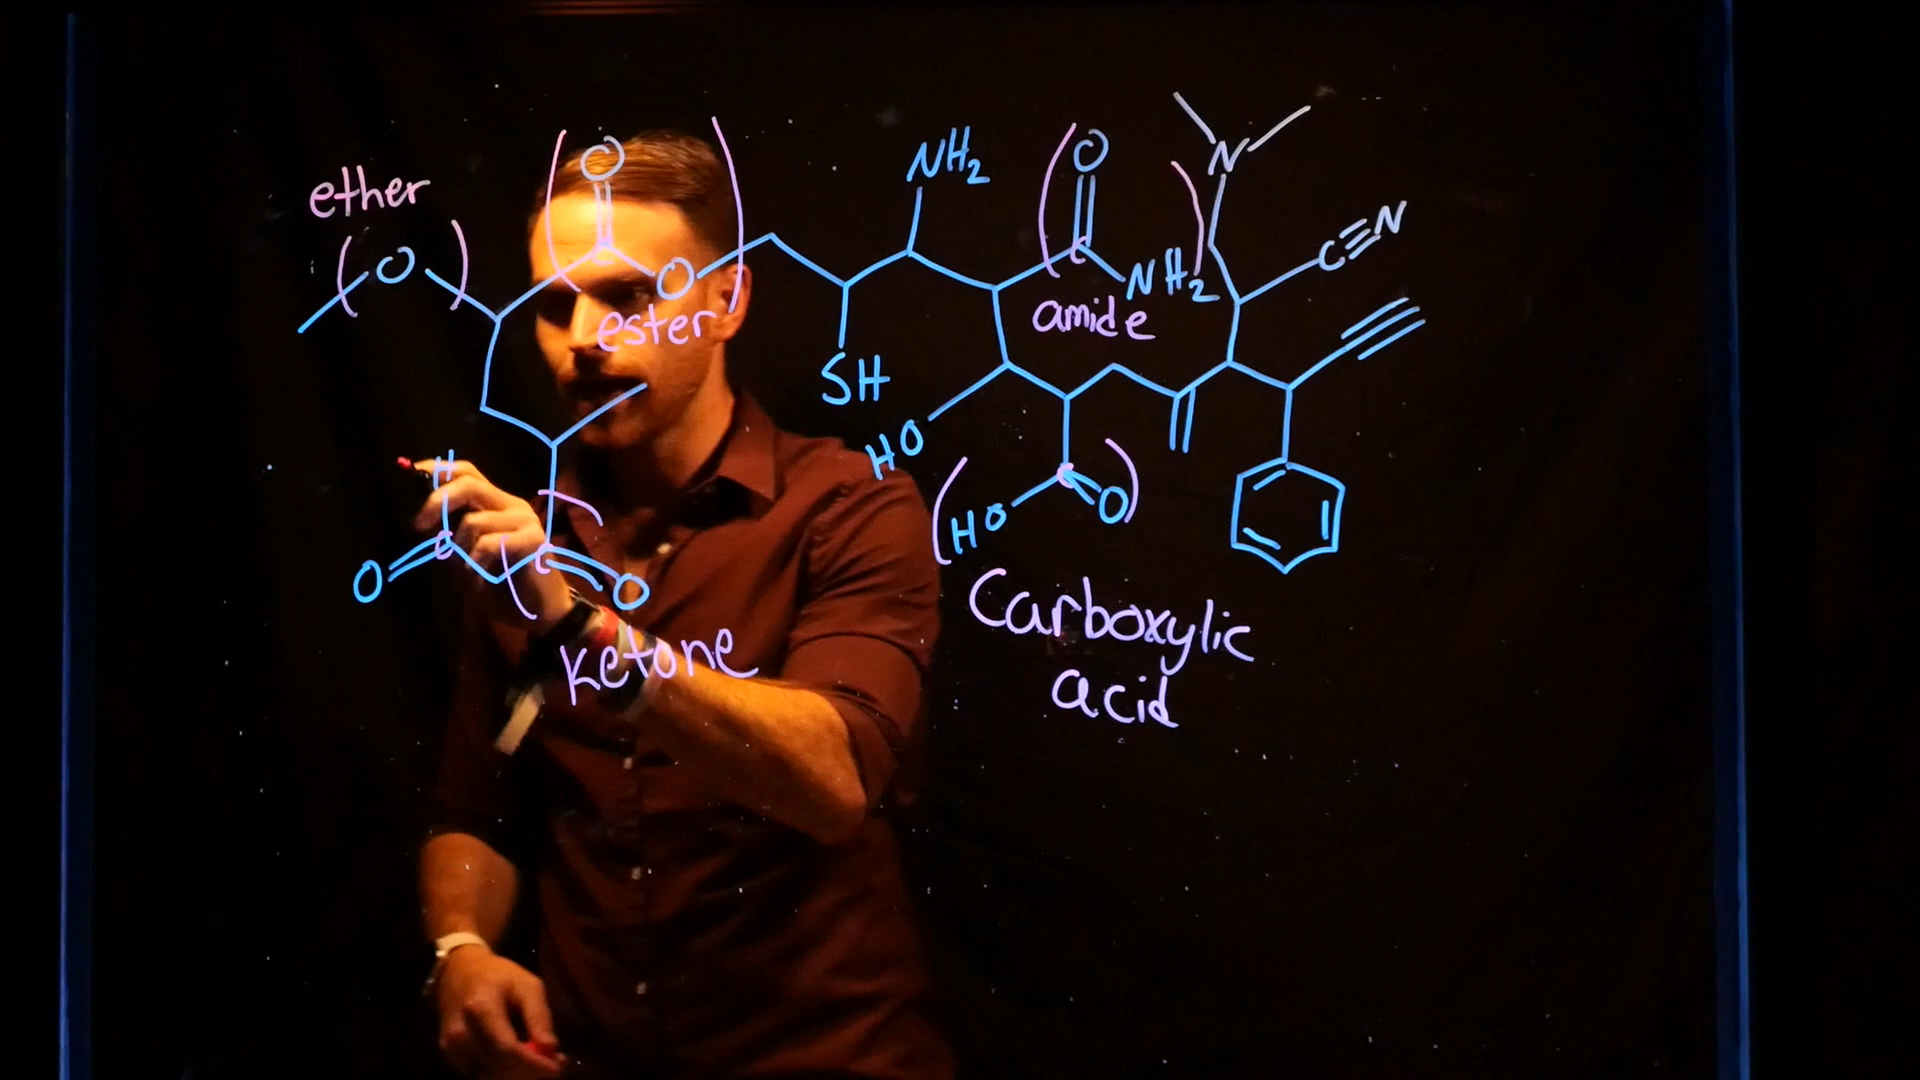 ether
O
O
O
ester
NH2
SH
O
NH2
amide
N
C≡N
HO
HO
O
Carboxylic
acid
H
O
O
ketone